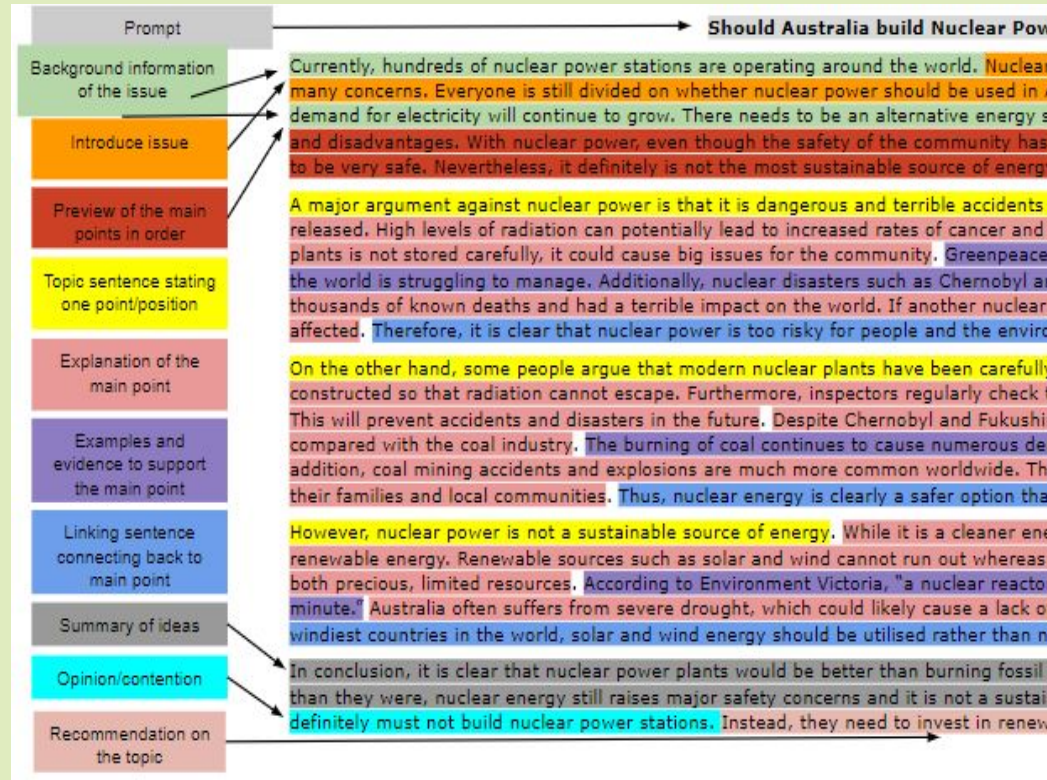 Prompt
Should Australia build Nuclear Pow
Background information
of the issue
Introduce issue
Preview of the main
points in order
Topic sentence stating
one point/position
Explanation of the
main point
Examples and
evidence to support
the main point
Linking sentence
connecting back to
main point
Summary of ideas
Opinion/contention
Recommendation on
the topic
Currently, hundreds of nuclear power stations are operating around the world. Nuclear
many concerns. Everyone is still divided on whether nuclear power should be used in A
demand for electricity will continue to grow. There needs to be an alternative energy s
and disadvantages. With nuclear power, even though the safety of the community has
to be very safe. Nevertheless, it definitely is not the most sustainable source of energy
A major argument against nuclear power is that it is dangerous and terrible accidents
released. High levels of radiation can potentially lead to increased rates of cancer and
plants is not stored carefully, it could cause big issues for the community. Greenpeace
the world is struggling to manage. Additionally, nuclear disasters such as Chernobyl an
thousands of known deaths and had a terrible impact on the world. If another nuclear
affected. Therefore, it is clear that nuclear power is too risky for people and the enviro
On the other hand, some people argue that modern nuclear plants have been carefully
constructed so that radiation cannot escape. Furthermore, inspectors regularly check t
This will prevent accidents and disasters in the future. Despite Chernobyl and Fukushi
compared with the coal industry. The burning of coal continues to cause numerous de
addition, coal mining accidents and explosions are much more common worldwide. Th
their families and local communities. Thus, nuclear energy is clearly a safer option tha
However, nuclear power is not a sustainable source of energy. While it is a cleaner ene
renewable energy. Renewable sources such as solar and wind cannot run out whereas
both precious, limited resources. According to Environment Victoria, "a nuclear reacto
minute." Australia often suffers from severe drought, which could likely cause a lack o
windiest countries in the world, solar and wind energy should be utilised rather than n
In conclusion, it is clear that nuclear power plants would be better than burning fossil
than they were, nuclear energy still raises major safety concerns and it is not a sustai
definitely must not build nuclear power stations. Instead, they need to invest in renew